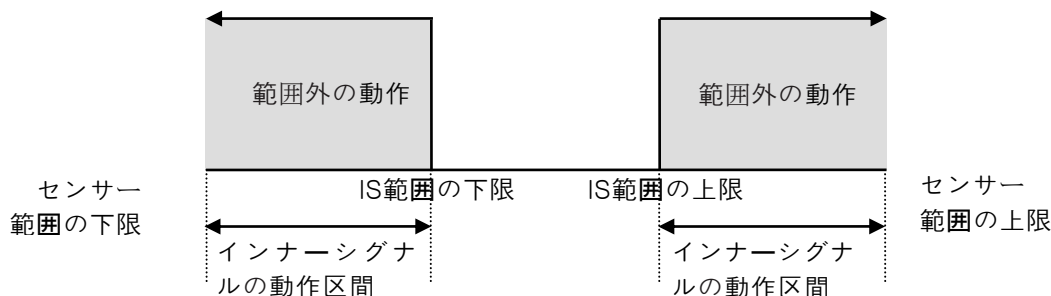 範囲外の動作
範囲外の動作
センサー
範囲の下限
IS範囲の下限
IS範囲の上限
センサー
範囲の上限
インナーシグナ
ルの動作区間
インナーシグナ
ルの動作区間